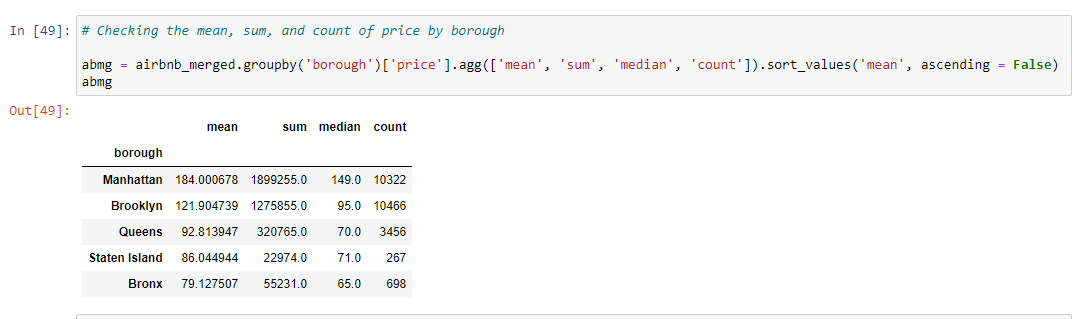 In [49]: # Checking the mean, sum, and count of price by borough
abmg = airbnb_merged.groupby('borough')['price'].agg(['mean', 'sum', 'median', 'count']).sort_values('mean', ascending = False)
abmg
Out[49]:
mean sum median count
borough
Manhattan 184.000678 1899255.0 149.0 10322
Brooklyn 121.904739 1275855.0 95.0 10466
Queens 92.813947 320765.0 70.0 3456
Staten Island 86.044944 22974.0 71.0 267
Bronx 79.127507 55231.0 65.0 698